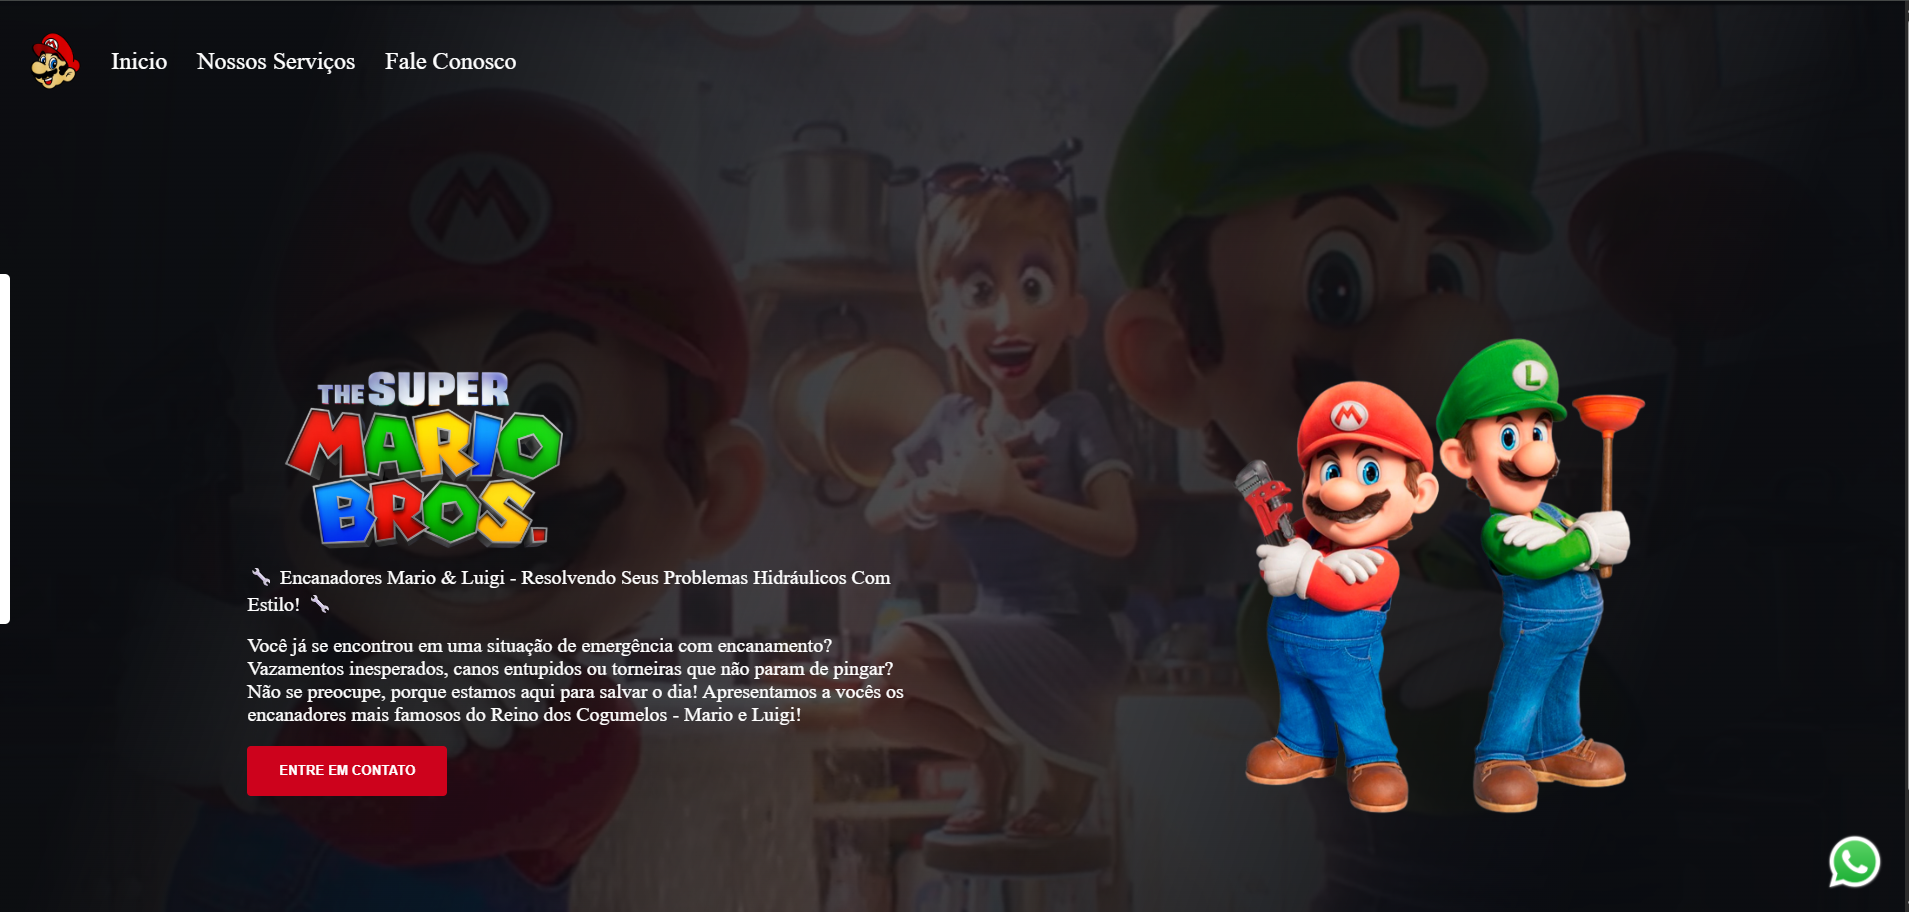 Inicio Nossos Serviços Fale Conosco
M
L
THE SUPER
MARIO
BROS.
🔧 Encanadores Mario & Luigi - Resolvendo Seus Problemas Hidráulicos Com
Estilo! 🔧
Você já se encontrou em uma situação de emergência com encanamento?
Vazamentos inesperados, canos entupidos ou torneiras que não param de pingar?
Não se preocupe, porque estamos aqui para salvar o dia! Apresentamos a vocês os
encanadores mais famosos do Reino dos Cogumelos - Mario e Luigi!
ENTRE EM CONTATO
M
L